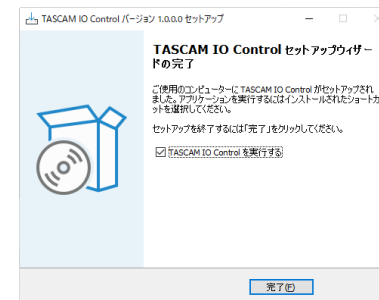 TASCAM IO Control バージョン 1.0.0.0 セットアップ
TASCAM IO Control セットアップウィザー
ドの完了
ご使用のコンピューターに TASCAM IO Control がセットアップされ
ました。アプリケーションを実行するにはインストールされたショートカ
ットを選択してください。
セットアップを終了するには「完了」をクリックしてください。
TASCAM IO Control を実行する
完了(F)